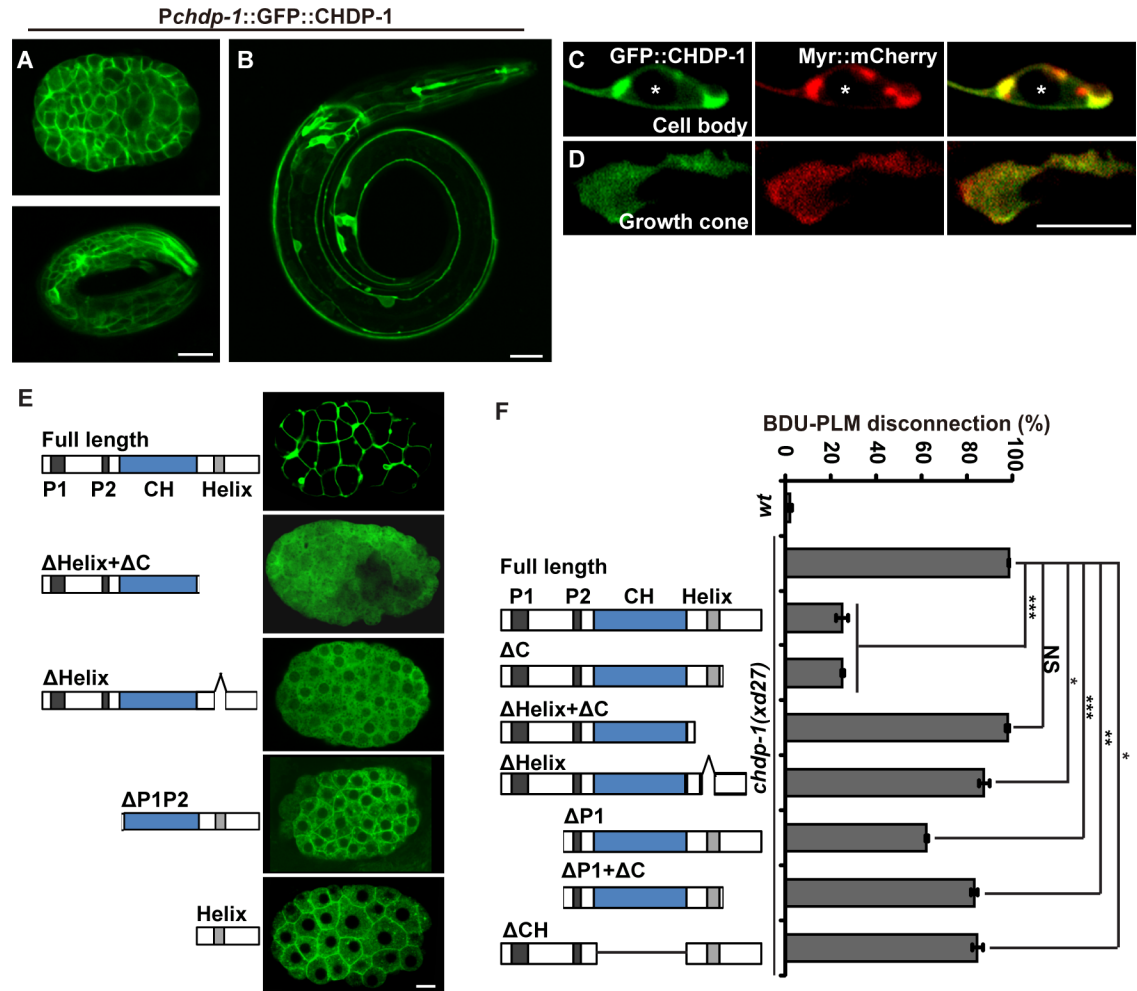 Pchdp-1::GFP::CHDP-1
A
B
C
GFP::CHDP-1
Myr::mCherry
*
*
*
Cell body
D
Growth cone
E
Full length
P1 P2 CH Helix
ΔHelix+ΔC
ΔHelix
ΔP1P2
Helix
F
BDU-PLM disconnection (%)
0 20 40 60 80 100
wt
chdp-1(xd27)
Full length
P1 P2 CH Helix
ΔC
ΔHelix+ΔC
ΔHelix
ΔP1
ΔP1+ΔC
ΔCH
***
NS
*
***
**
*